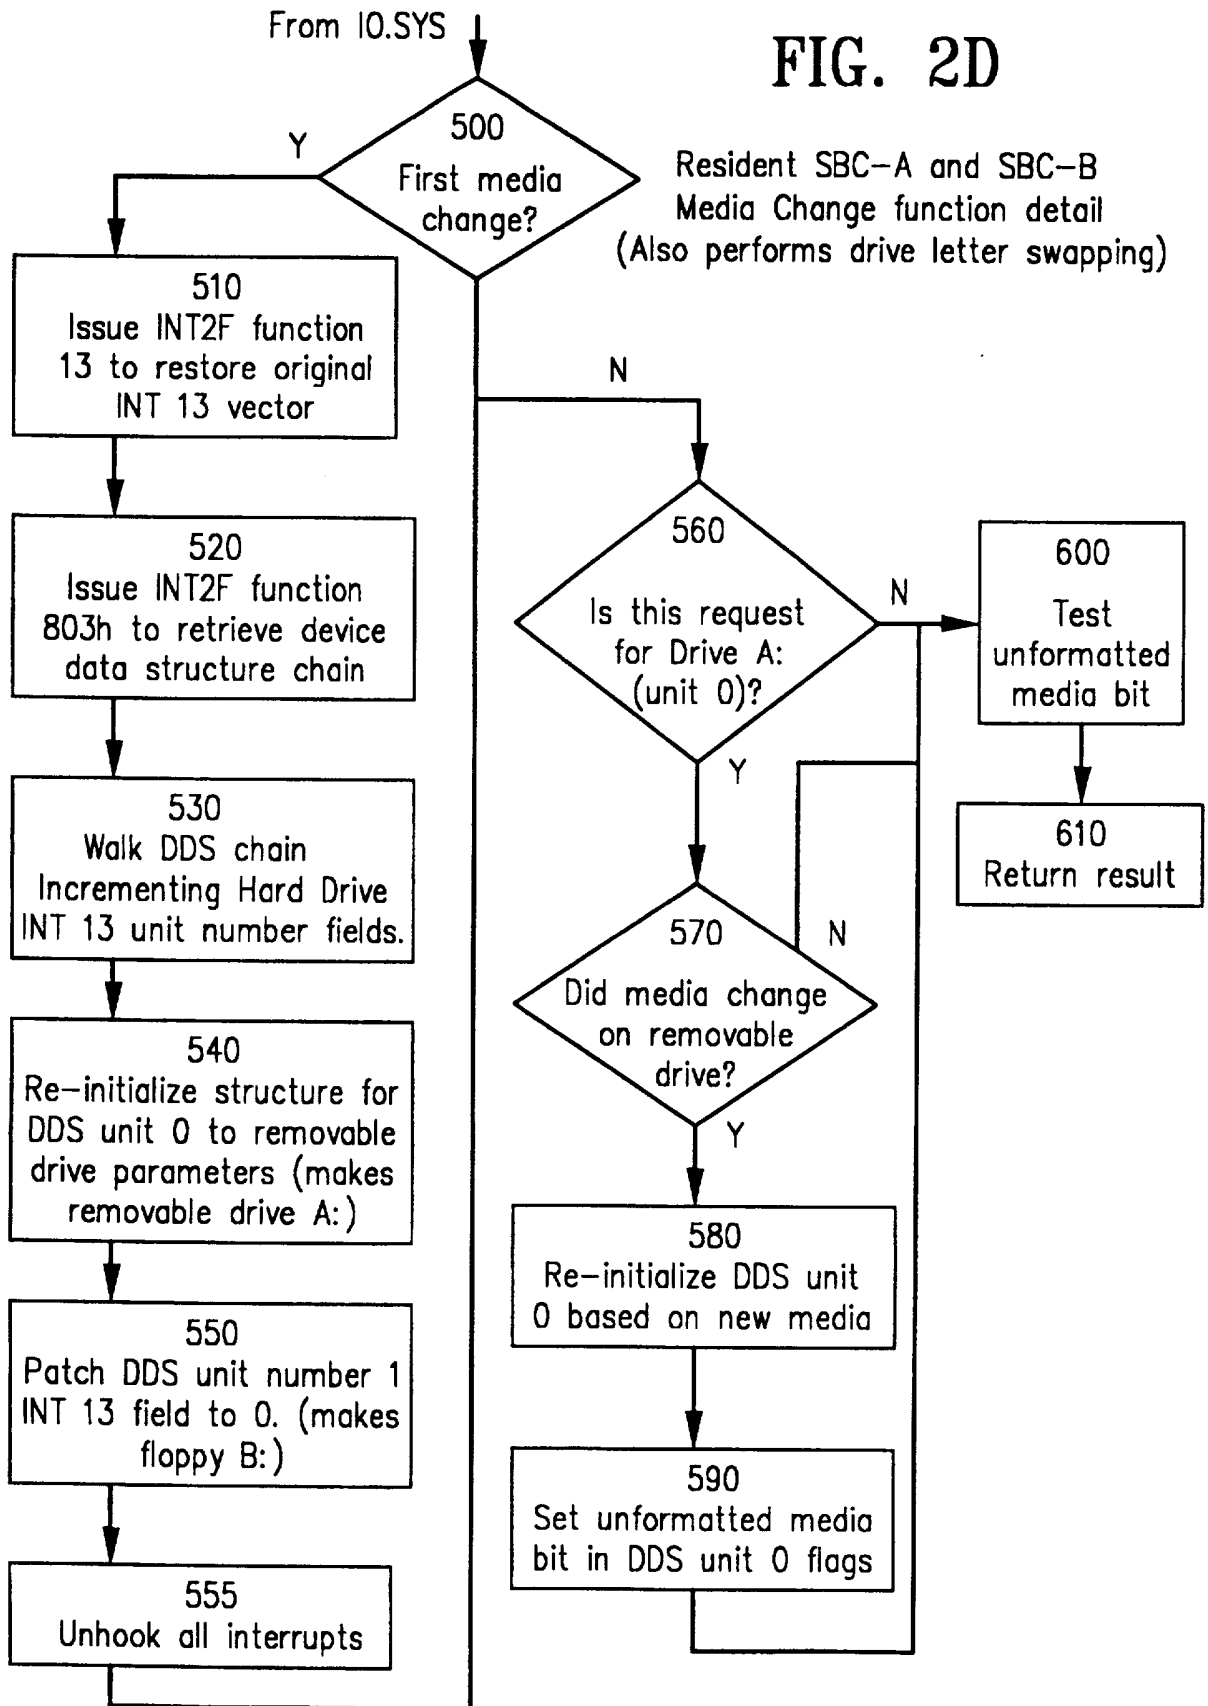 From IO.SYS
FIG. 2D
Resident SBC-A and SBC-B
Media Change function detail
(Also performs drive letter swapping)
500
First media
change?
Y
N
510
Issue INT2F function
13 to restore original
INT 13 vector
520
Issue INT2F function
803h to retrieve device
data structure chain
530
Walk DDS chain
Incrementing Hard Drive
INT 13 unit number fields.
540
Re-initialize structure for
DDS unit 0 to removable
drive parameters (makes
removable drive A:)
550
Patch DDS unit number 1
INT 13 field to 0. (makes
floppy B:)
555
Unhook all interrupts
560
Is this request
for Drive A:
(unit 0)?
N
Y
570
Did media change
on removable
drive?
N
Y
580
Re-initialize DDS unit
0 based on new media
590
Set unformatted media
bit in DDS unit 0 flags
600
Test
unformatted
media bit
610
Return result